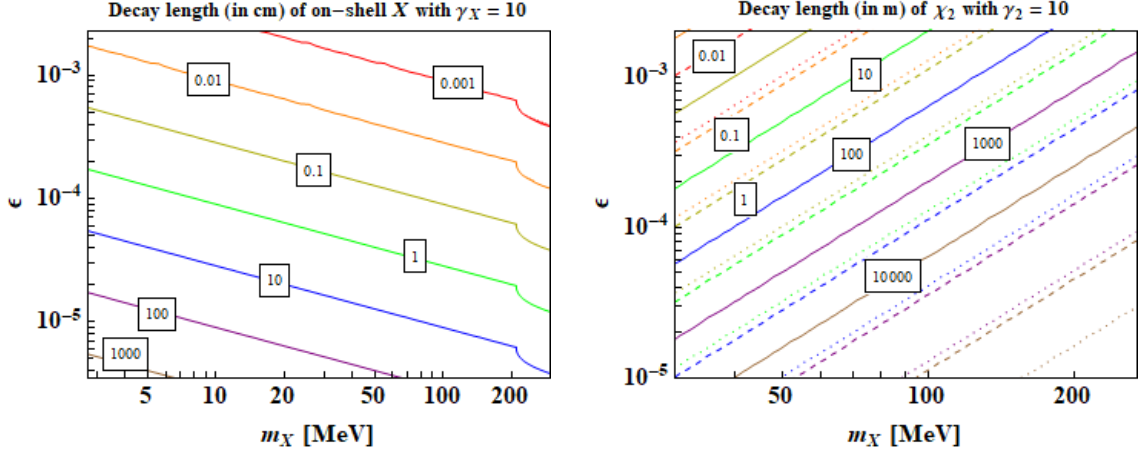 Decay length (in cm) of on−shell X with γX = 10
0.01
0.001
0.1
1
10
100
1000
10⁻³
10⁻⁴
10⁻⁵
ϵ
5 10 20 50 100 200
mX [MeV]
Decay length (in m) of χ2 with γ2 = 10
0.01
10
0.1
100
1000
1
10 000
10⁻³
10⁻⁴
10⁻⁵
ϵ
50 100 200
mX [MeV]